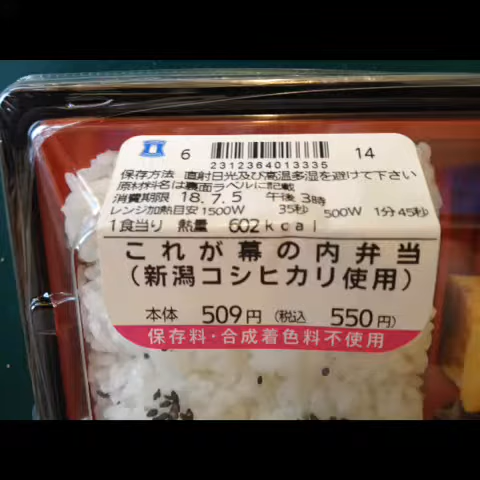 6 14
2312364013335
保存方法 直射日光及び高温多湿を避けて下さい
原材料名は裏面ラベルに記載
消費期限 18.7.5 午後3時
レンジ加熱目安 1500W 35秒 500W 1分45秒
1食当り 熱量 602kcal
これが幕の内弁当
(新潟コシヒカリ使用)
本体 509円 (税込 550円)
保存料・合成着色料不使用